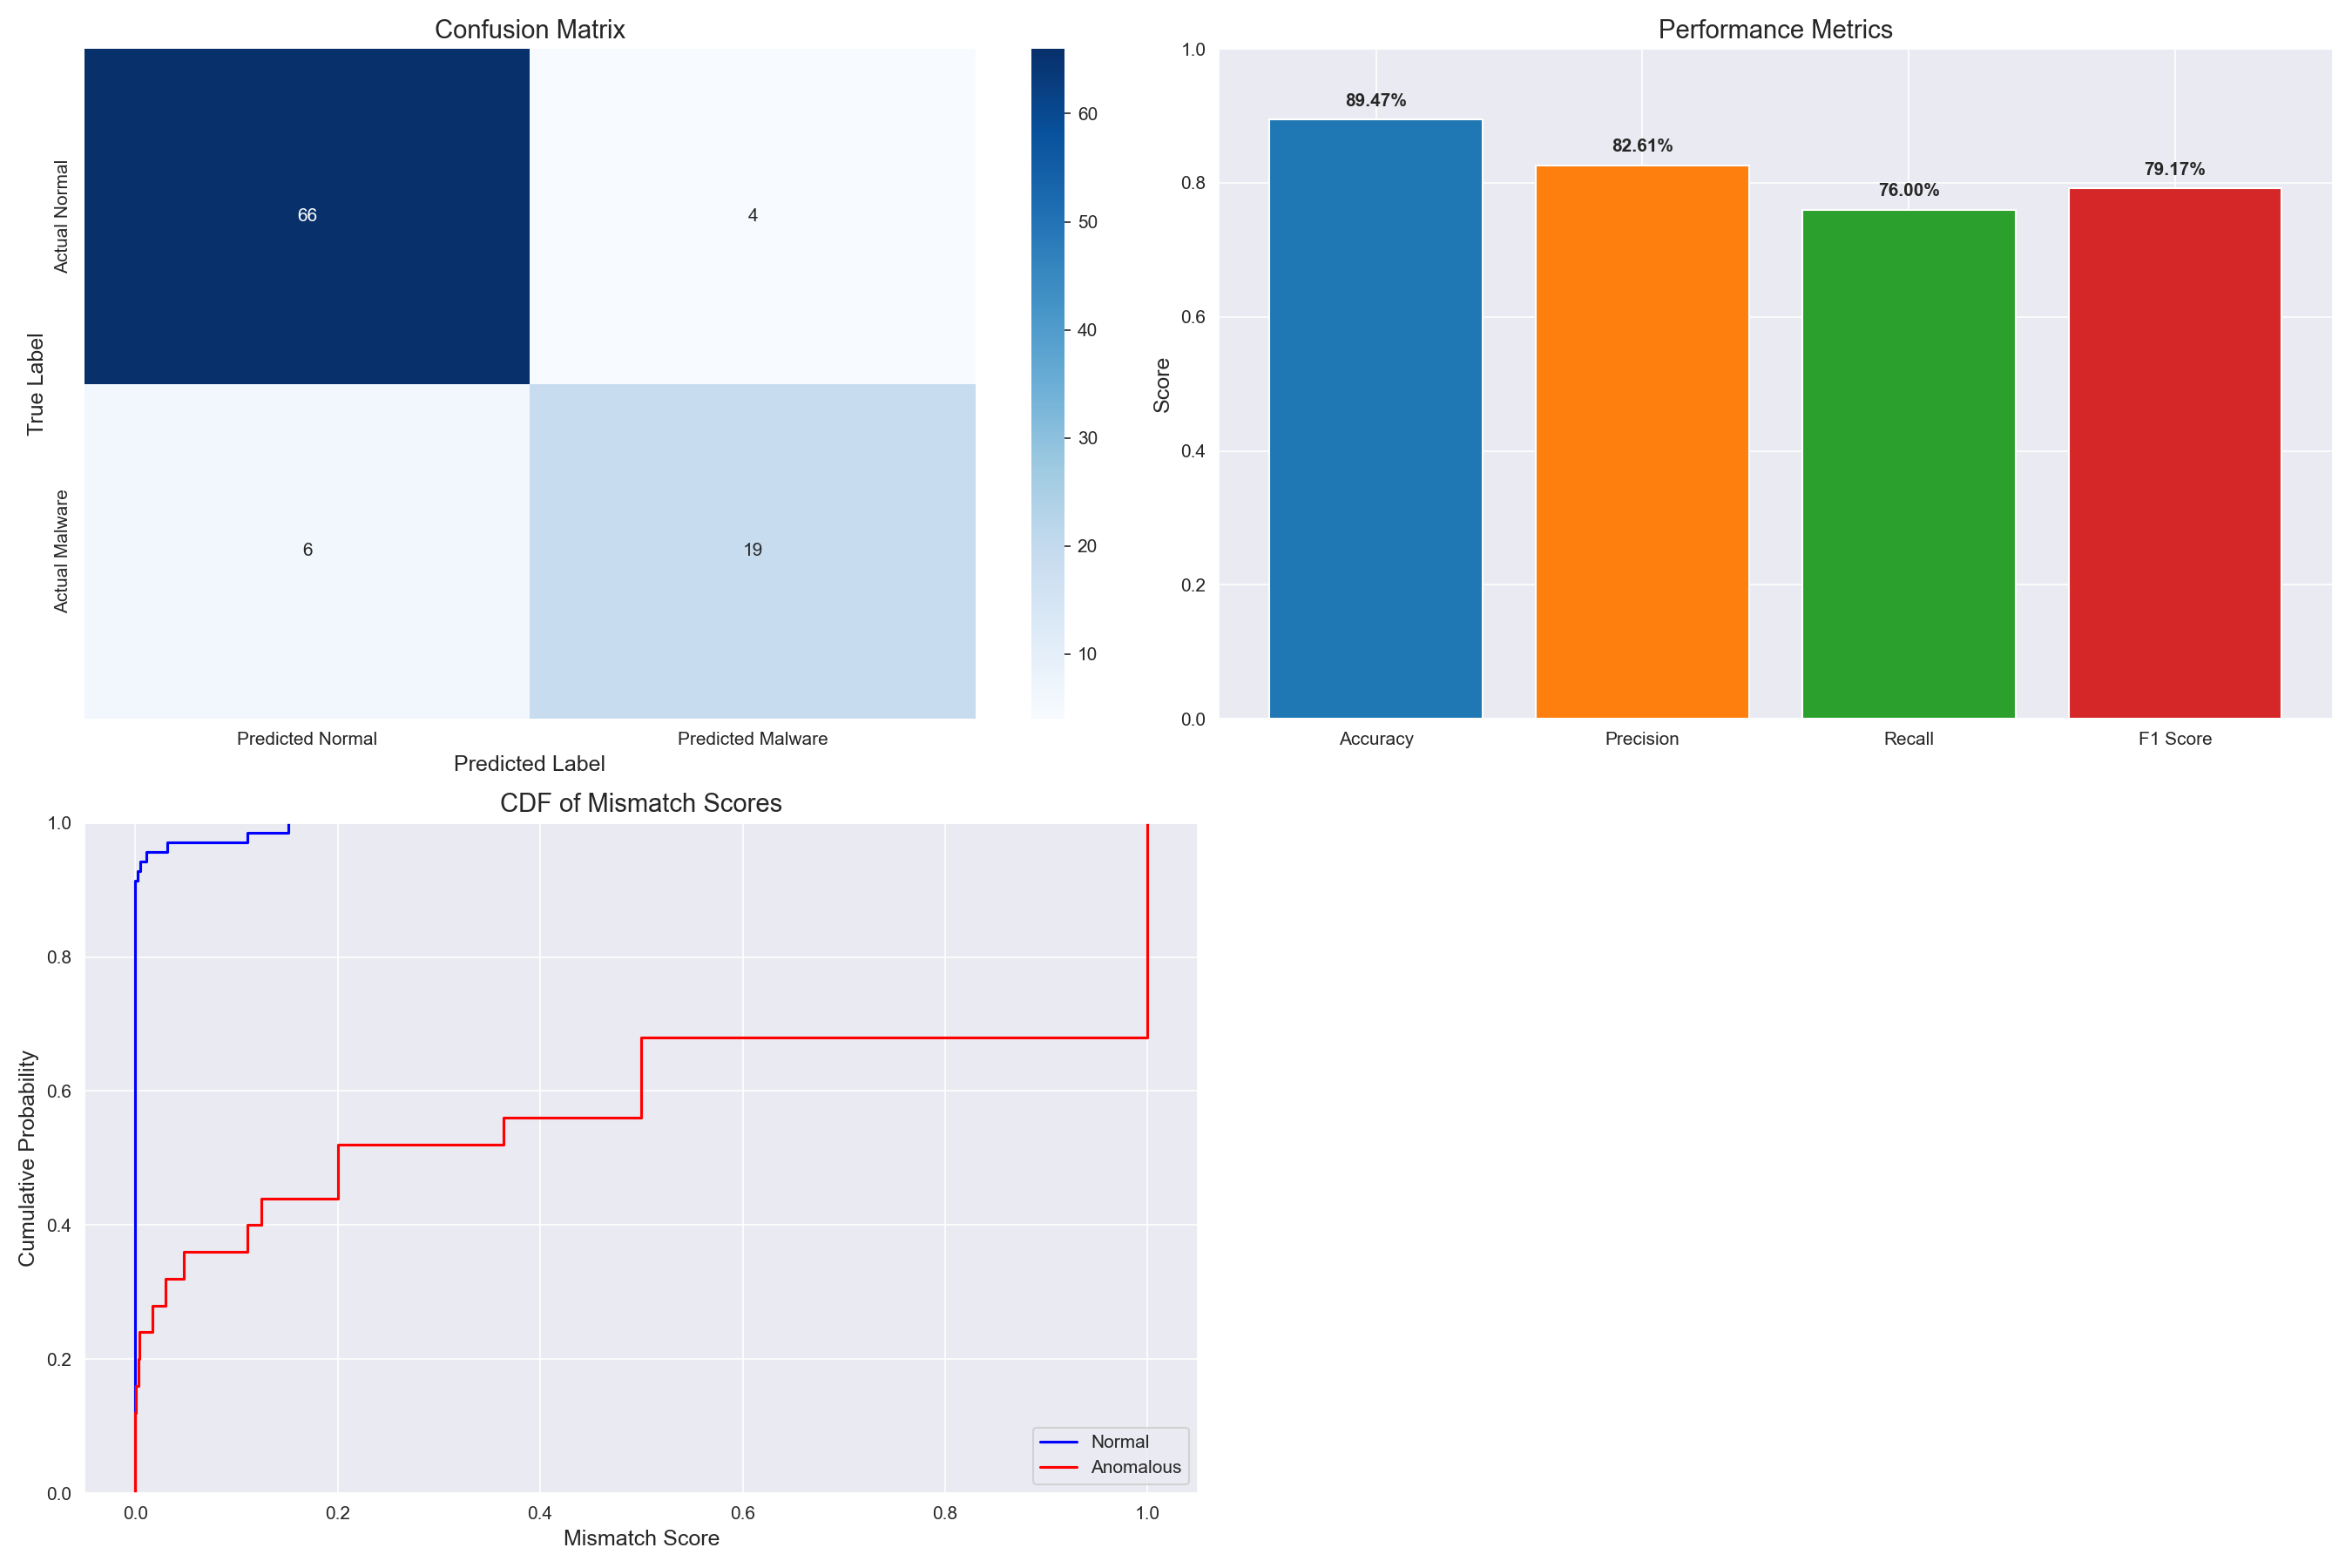 Confusion Matrix
True Label
Actual Normal
Actual Malware
66
4
6
19
Predicted Normal
Predicted Malware
Predicted Label
60
50
40
30
20
10
Performance Metrics
Score
1.0
0.8
0.6
0.4
0.2
0.0
89.47%
82.61%
76.00%
79.17%
Accuracy
Precision
Recall
F1 Score
CDF of Mismatch Scores
Cumulative Probability
1.0
0.8
0.6
0.4
0.2
0.0
Normal
Anomalous
0.0
0.2
0.4
0.6
0.8
1.0
Mismatch Score